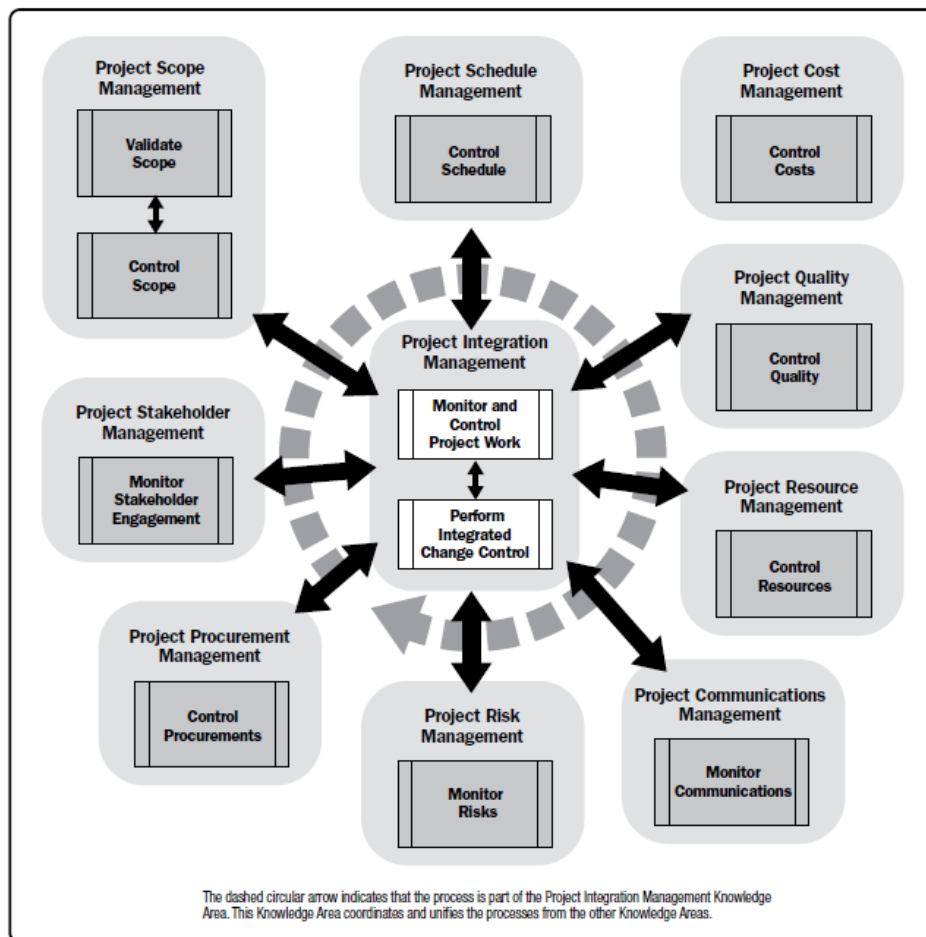 Project Scope
Management
Validate
Scope
Control
Scope
Project Schedule
Management
Control
Schedule
Project Cost
Management
Control
Costs
Project Quality
Management
Control
Quality
Project Integration
Management
Monitor and
Control
Project Work
Perform
Integrated
Change Control
Project Stakeholder
Management
Monitor
Stakeholder
Engagement
Project Resource
Management
Control
Resources
Project Procurement
Management
Control
Procurements
Project Risk
Management
Monitor
Risks
Project Communications
Management
Monitor
Communications
The dashed circular arrow indicates that the process is part of the Project Integration Management Knowledge
Area. This Knowledge Area coordinates and unifies the processes from the other Knowledge Areas.